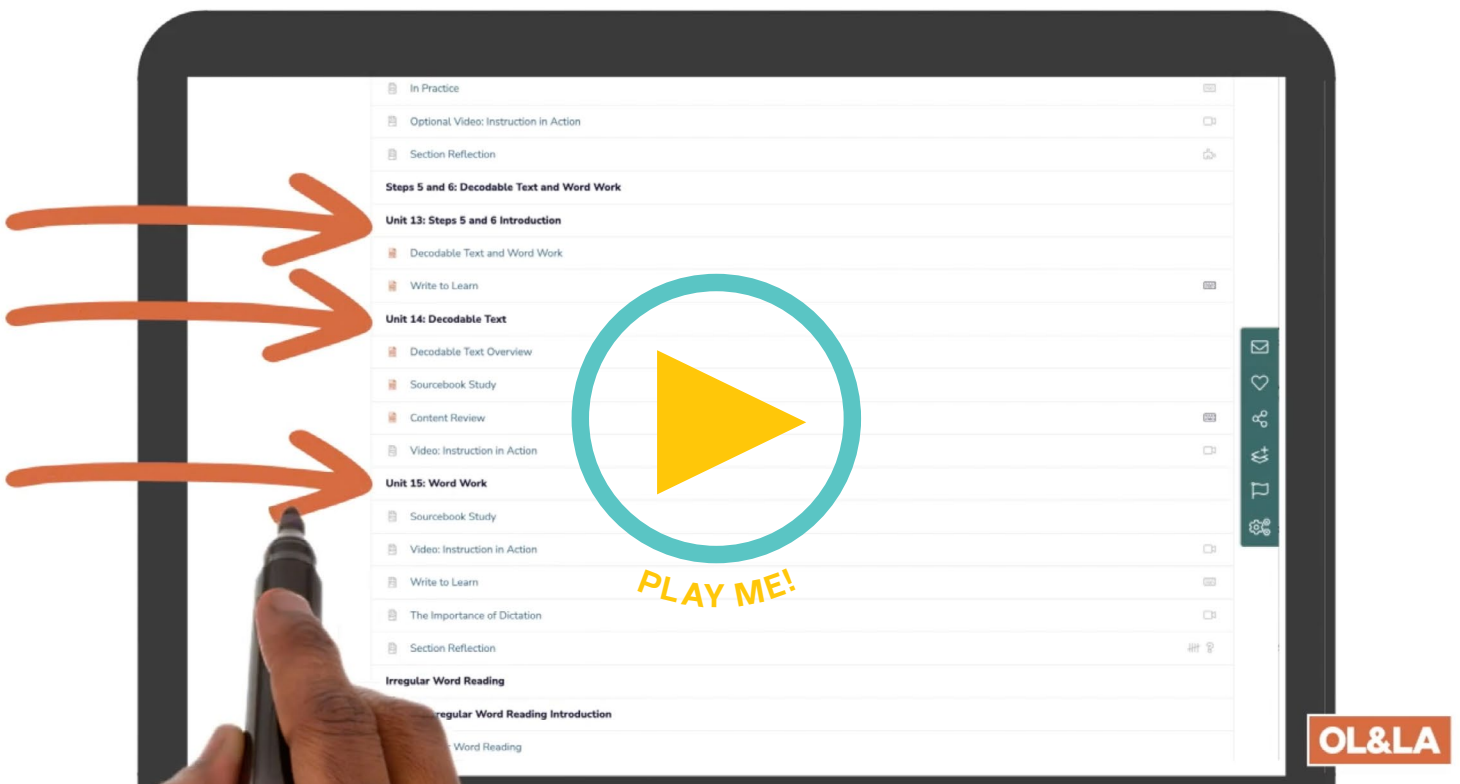 In Practice
Optional Video: Instruction in Action
Section Reflection
Steps 5 and 6: Decodable Text and Word Work
Unit 13: Steps 5 and 6 Introduction
Decodable Text and Word Work
Write to Learn
Unit 14: Decodable Text
Decodable Text Overview
Sourcebook Study
Content Review
Video: Instruction in Action
Unit 15: Word Work
Sourcebook Study
Video: Instruction in Action
Write to Learn
PLAY ME!
The Importance of Dictation
Section Reflection
Irregular Word Reading
Word Reading Introduction
Word Reading
OL&LA